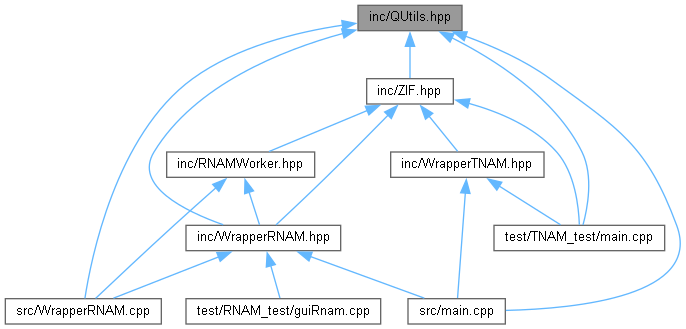 inc/QUtils.hpp
inc/ZIF.hpp
inc/RNAMWorker.hpp
inc/WrapperTNAM.hpp
inc/WrapperRNAM.hpp
test/TNAM_test/main.cpp
src/WrapperRNAM.cpp
test/RNAM_test/guiRnam.cpp
src/main.cpp